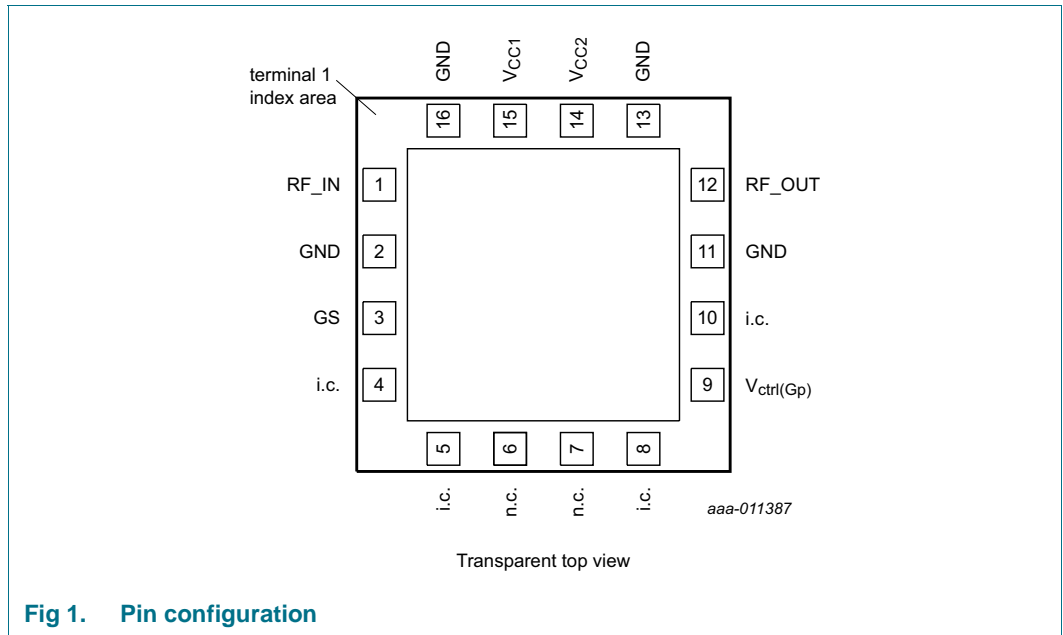 terminal 1
index area
GND
VCC1
VCC2
GND
16
15
14
13
RF_IN
1
12
RF_OUT
GND
2
11
GND
GS
3
10
i.c.
i.c.
4
9
Vctrl(Gp)
5
6
7
8
i.c.
n.c.
n.c.
i.c.
aaa-011387
Transparent top view
Fig 1. Pin configuration